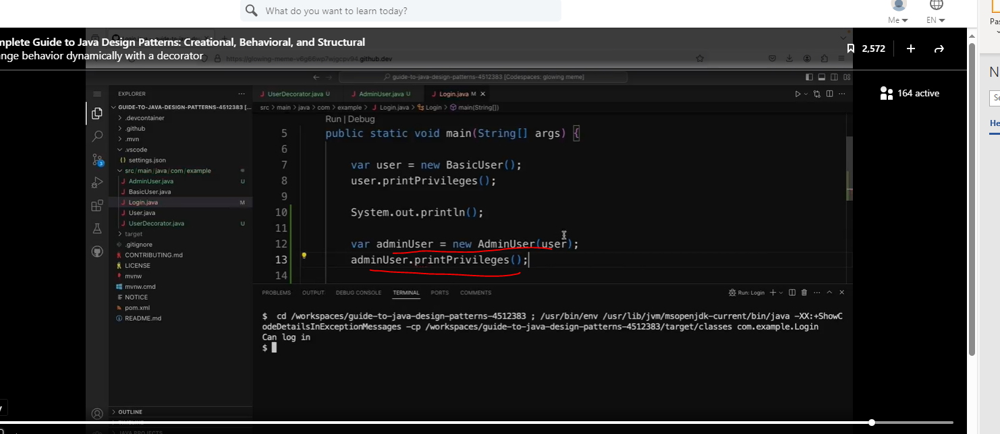 What do you want to learn today?
Me
EN
mplete Guide to Java Design Patterns: Creational, Behavioral, and Structural
nge behavior dynamically with a decorator
2,572
164 active
https://glowing-meme-v6g66wp7wjgcpv94.github.dev
guide-to-java-design-patterns-4512383 [Codespaces: glowing meme]
EXPLORER
GUIDE-TO-JAVA-DESIGN-PATTERNS-4512383 [...
.devcontainer
.github
.mvn
.vscode
settings.json
src/main/java/com/example
AdminUser.java U
BasicUser.java
Login.java M
User.java
UserDecorator.java U
target
.gitignore
CONTRIBUTING.md
LICENSE
mvnw
mvnw.cmd
NOTICE
pom.xml
README.md
OUTLINE
JAVA PROJECTS
UserDecorator.java U
AdminUser.java U
Login.java M
src > main > java > com > example > Login.java > Login > main(String[])
Run | Debug
5 public static void main(String[] args) {
6
7 var user = new BasicUser();
8 user.printPrivileges();
9
10 System.out.println();
11
12 var adminUser = new AdminUser(user);
13 adminUser.printPrivileges();
14
PROBLEMS OUTPUT DEBUG CONSOLE TERMINAL PORTS COMMENTS
Run: Login
$ cd /workspaces/guide-to-java-design-patterns-4512383 ; /usr/bin/env /usr/lib/jvm/msopenjdk-current/bin/java -XX:+ShowC
odeDetailsInExceptionMessages -cp /workspaces/guide-to-java-design-patterns-4512383/target/classes com.example.Login
Can log in
$
Pas
N
Se
He